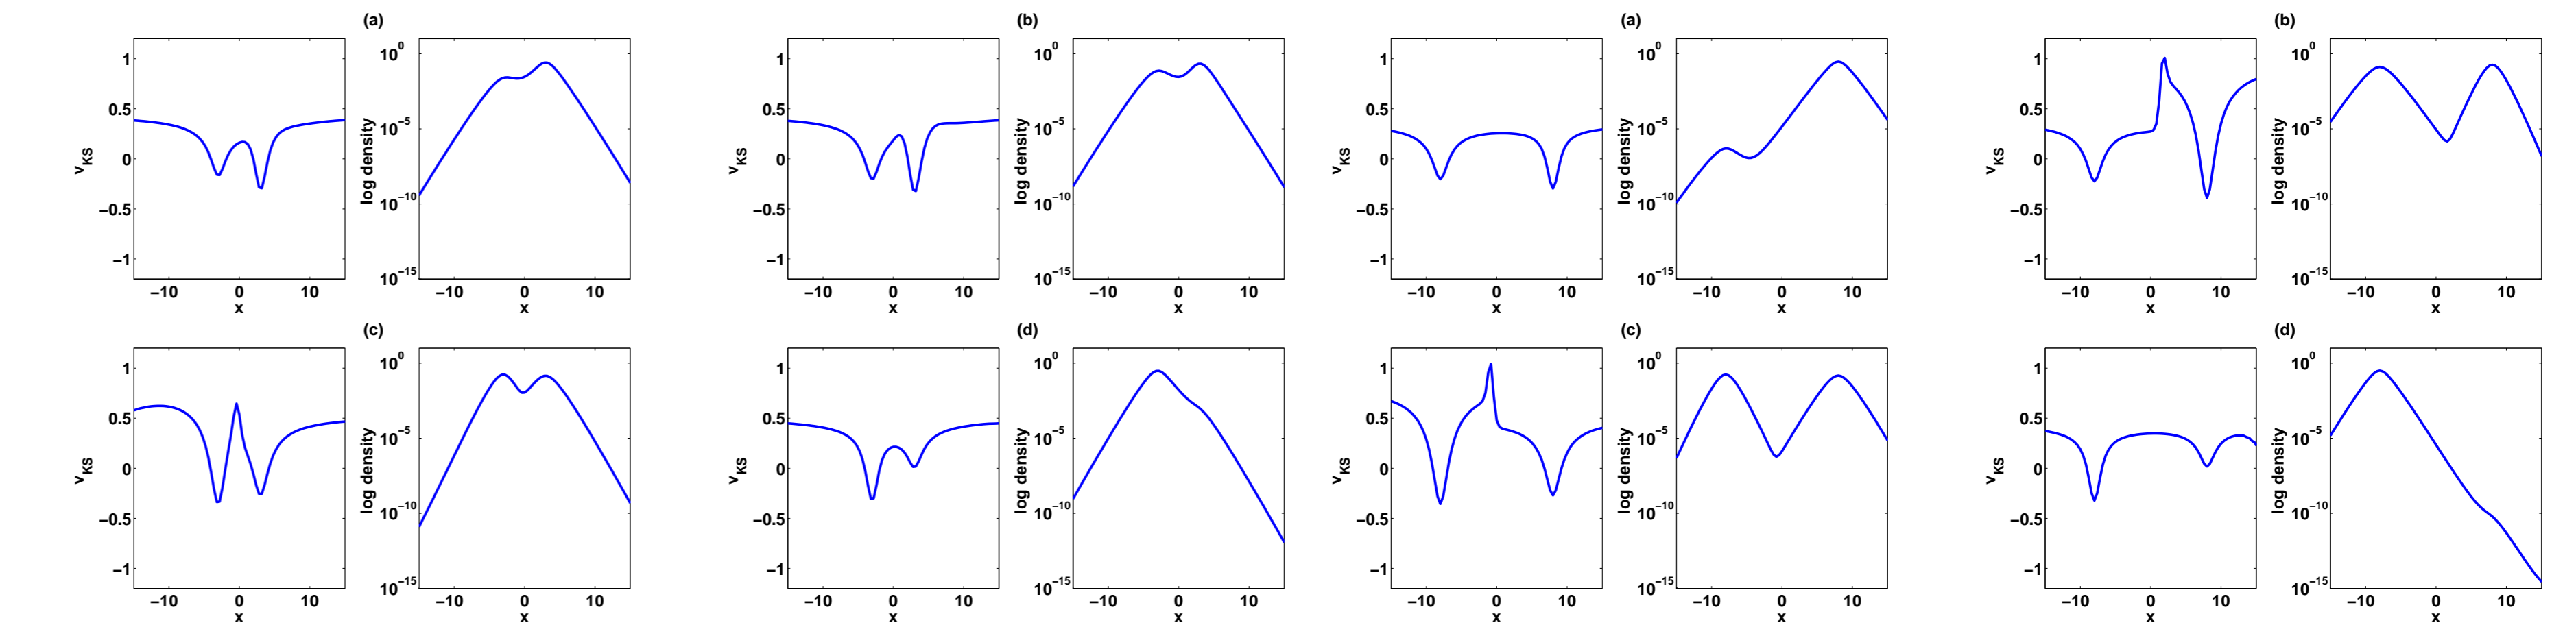 (a) (b) (a) (b)
1 10^0 1 10^0 1 10^0 1 10^0
0.5 0.5 0.5 0.5
10^−5 10^−5 10^−5 10^−5
v_KS 0 log density v_KS 0 log density v_KS 0 log density v_KS 0 log density
−0.5 10^−10 −0.5 10^−10 −0.5 10^−10 −0.5 10^−10
−1 −1 −1 −1
10^−15 10^−15 10^−15 10^−15
−10 0 10 −10 0 10 −10 0 10 −10 0 10 −10 0 10 −10 0 10 −10 0 10 −10 0 10
x x x x x x x x
(c) (d) (c) (d)
1 10^0 1 10^0 1 10^0 1 10^0
0.5 0.5 0.5 0.5
10^−5 10^−5 10^−5 10^−5
v_KS 0 log density v_KS 0 log density v_KS 0 log density v_KS 0 log density
−0.5 10^−10 −0.5 10^−10 −0.5 10^−10 −0.5 10^−10
−1 −1 −1 −1
10^−15 10^−15 10^−15 10^−15
−10 0 10 −10 0 10 −10 0 10 −10 0 10 −10 0 10 −10 0 10 −10 0 10 −10 0 10
x x x x x x x x